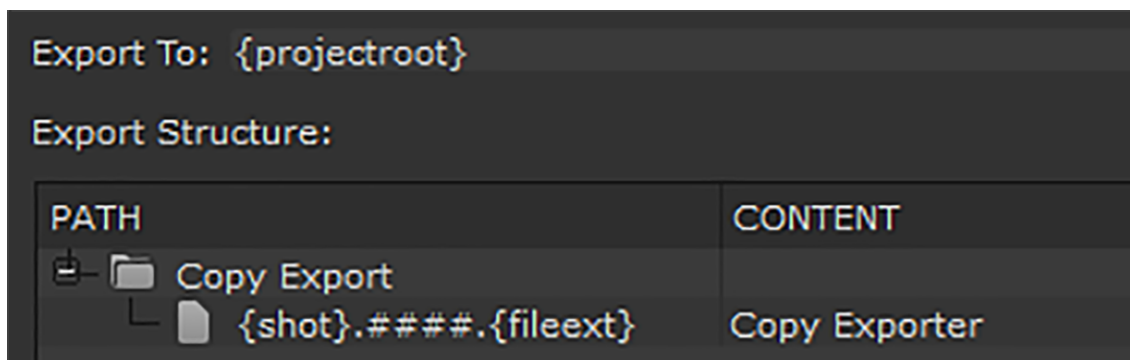 Export To: {projectroot}
Export Structure:
PATH CONTENT
Copy Export
{shot}.####.{fileext} Copy Exporter